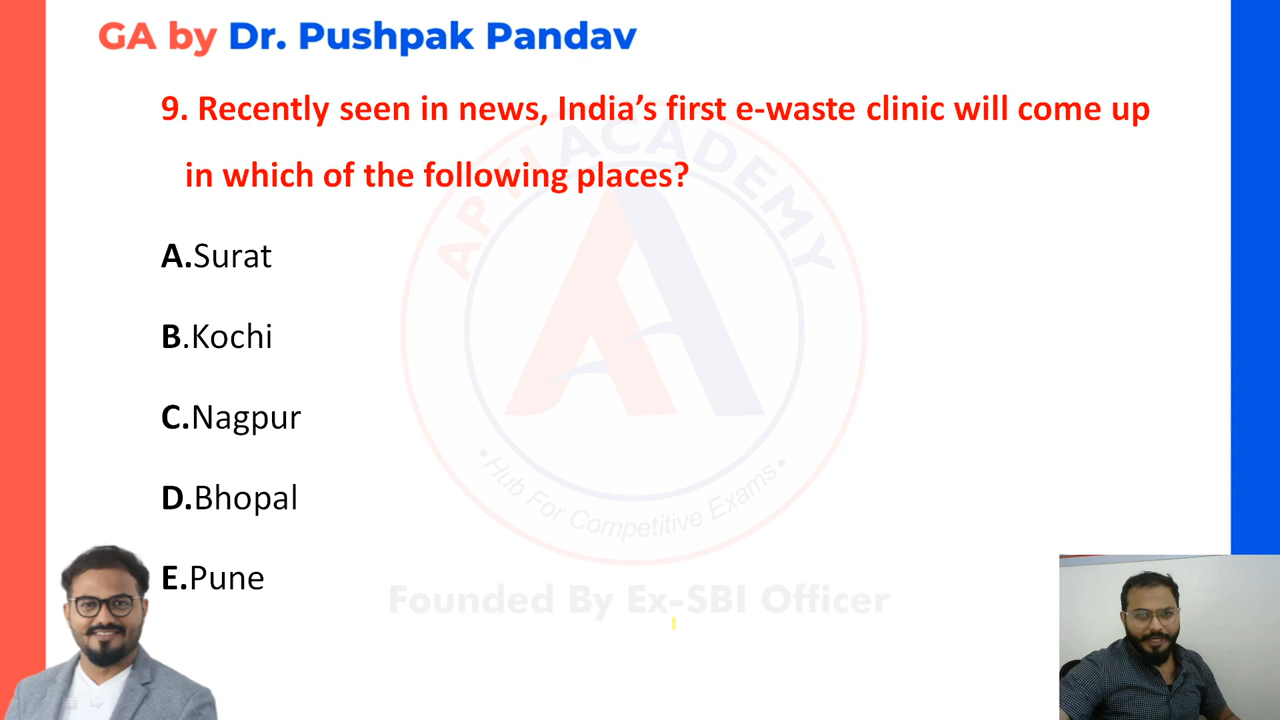 GA by Dr. Pushpak Pandav
9. Recently seen in news, India’s first e-waste clinic will come up
in which of the following places?
APTI ACADEMY
A.Surat
B.Kochi
C.Nagpur
D.Bhopal
•Hub For Competitive Exams•
E.Pune
Founded By Ex-SBI Officer